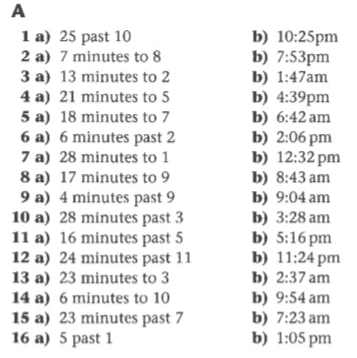 A
1 a) 25 past 10 b) 10:25pm
2 a) 7 minutes to 8 b) 7:53pm
3 a) 13 minutes to 2 b) 1:47am
4 a) 21 minutes to 5 b) 4:39pm
5 a) 18 minutes to 7 b) 6:42 am
6 a) 6 minutes past 2 b) 2:06 pm
7 a) 28 minutes to 1 b) 12:32 pm
8 a) 17 minutes to 9 b) 8:43 am
9 a) 4 minutes past 9 b) 9:04 am
10 a) 28 minutes past 3 b) 3:28 am
11 a) 16 minutes past 5 b) 5:16 pm
12 a) 24 minutes past 11 b) 11:24 pm
13 a) 23 minutes to 3 b) 2:37 am
14 a) 6 minutes to 10 b) 9:54 am
15 a) 23 minutes past 7 b) 7:23 am
16 a) 5 past 1 b) 1:05 pm